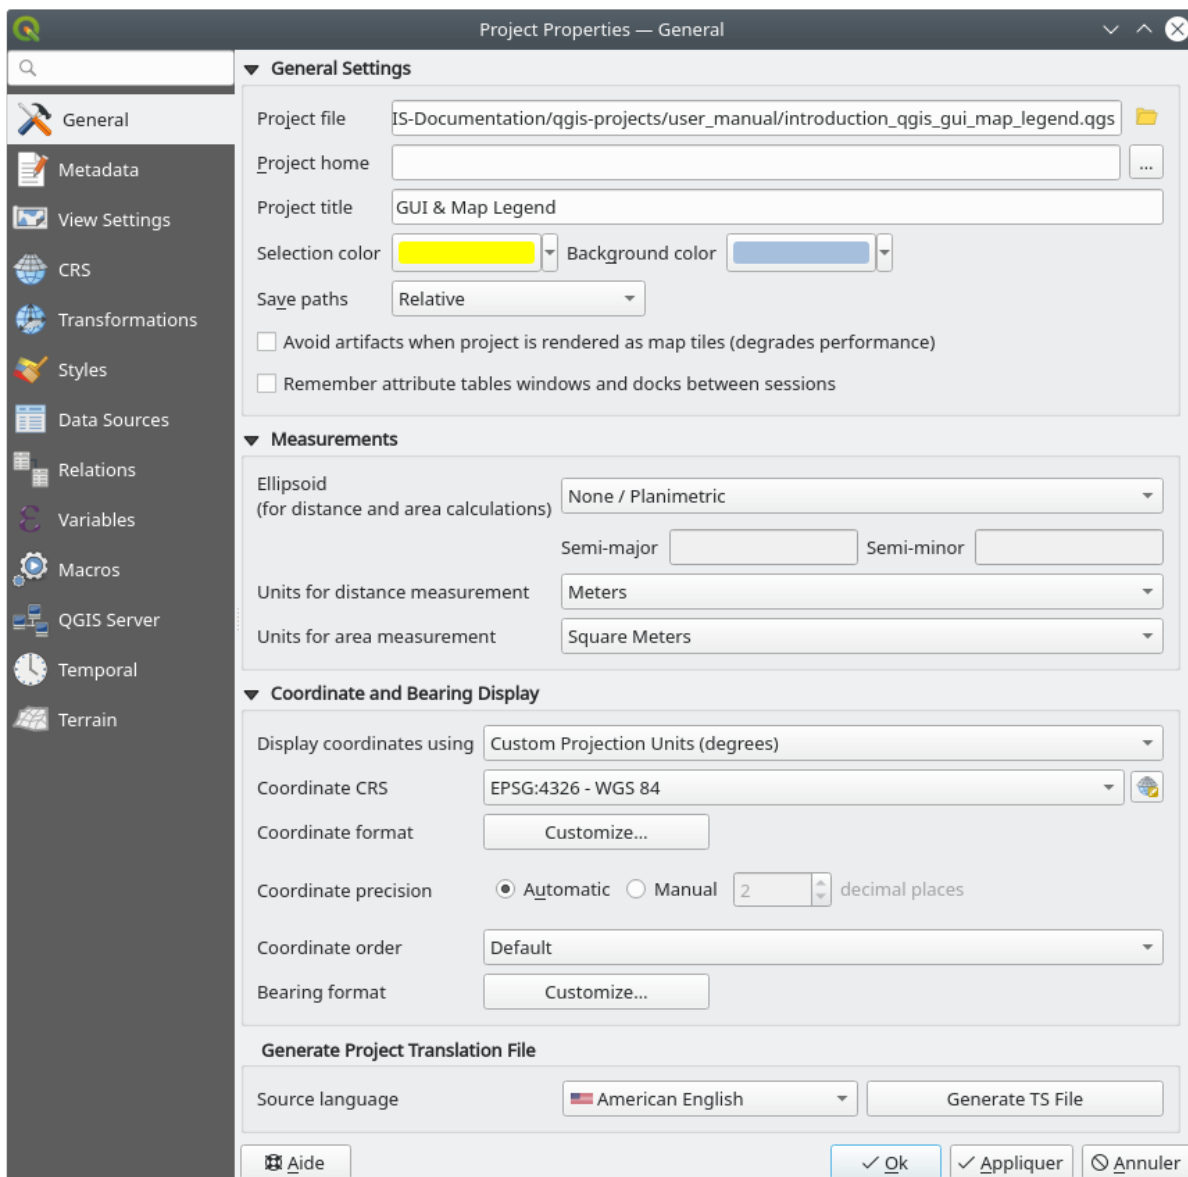 Project Properties — General
General
Metadata
View Settings
CRS
Transformations
Styles
Data Sources
Relations
Variables
Macros
QGIS Server
Temporal
Terrain
General Settings
Project file IS-Documentation/qgis-projects/user_manual/introduction_qgis_gui_map_legend.qgs
Project home ...
Project title GUI & Map Legend
Selection color Background color
Save paths Relative
Avoid artifacts when project is rendered as map tiles (degrades performance)
Remember attribute tables windows and docks between sessions
Measurements
Ellipsoid
(for distance and area calculations) None / Planimetric
Semi-major Semi-minor
Units for distance measurement Meters
Units for area measurement Square Meters
Coordinate and Bearing Display
Display coordinates using Custom Projection Units (degrees)
Coordinate CRS EPSG:4326 - WGS 84
Coordinate format Customize...
Coordinate precision Automatic Manual 2 decimal places
Coordinate order Default
Bearing format Customize...
Generate Project Translation File
Source language American English Generate TS File
Aide Ok Appliquer Annuler